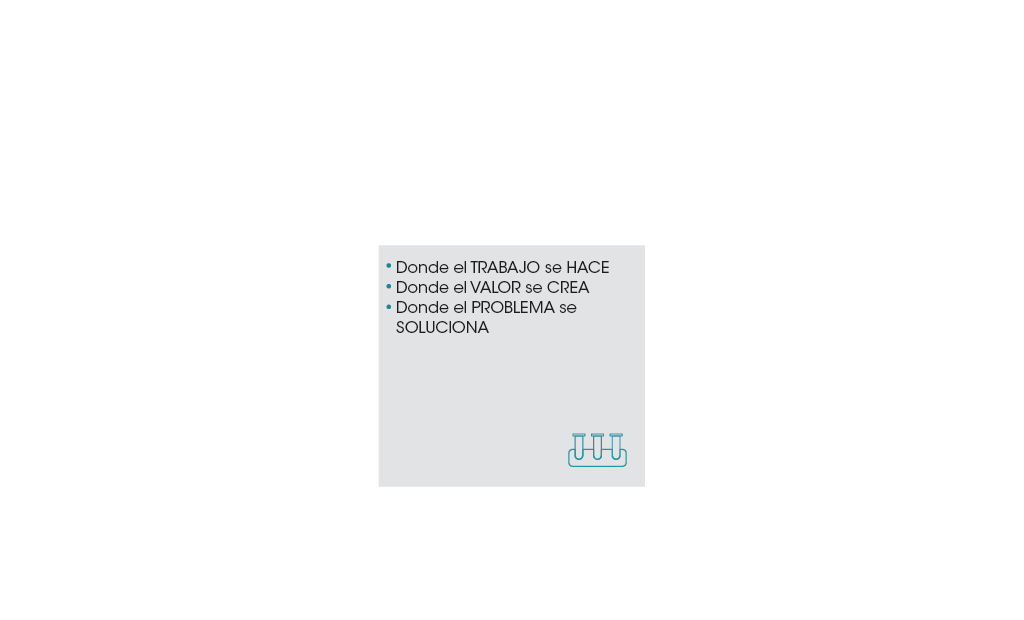 • Donde el TRABAJO se HACE
• Donde el VALOR se CREA
• Donde el PROBLEMA se
SOLUCIONA